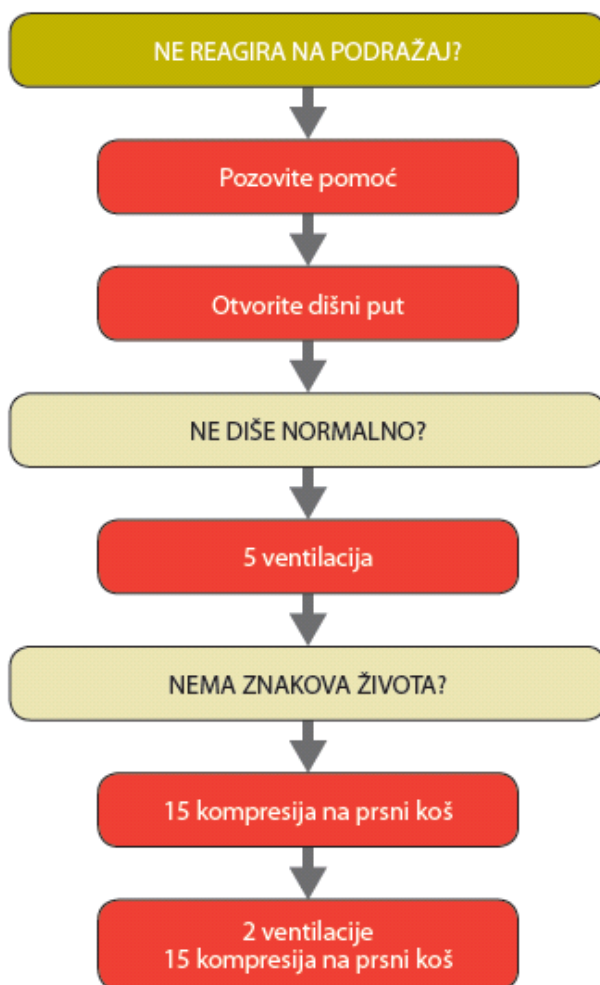 NE REAGIRA NA PODRAŽAJ?
Pozovite pomoć
Otvorite dišni put
NE DIŠE NORMALNO?
5 ventilacija
NEMA ZNAKOVA ŽIVOTA?
15 kompresija na prsni koš
2 ventilacije
15 kompresija na prsni koš